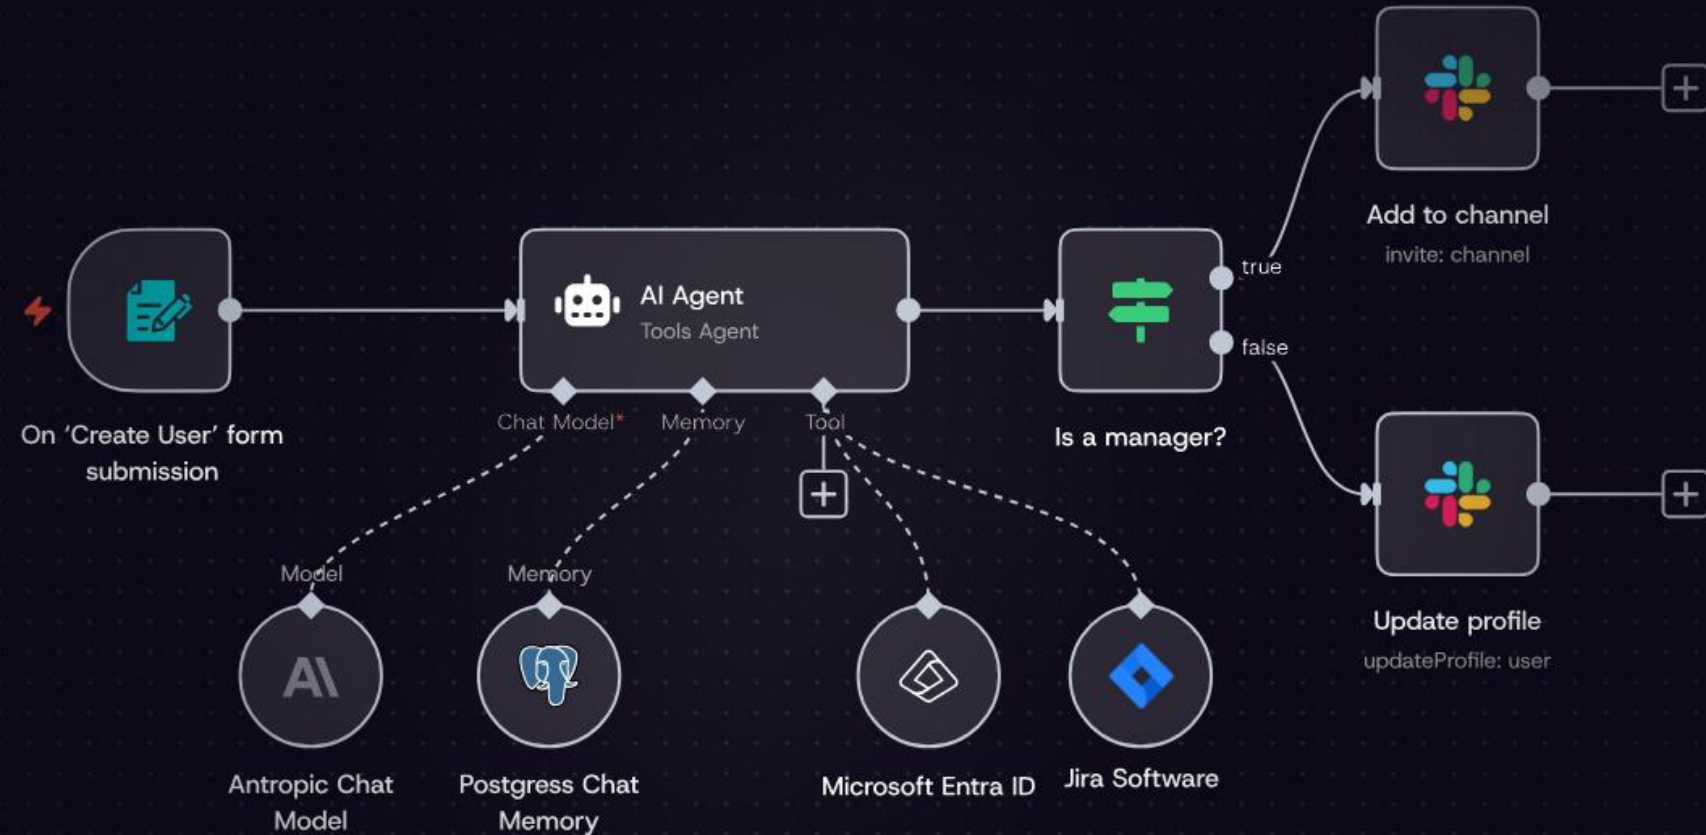 Add to channel
invite: channel
AI Agent
Tools Agent
true
false
On ‘Create User’ form
submission
Chat Model*
Memory
Tool
Is a manager?
Model
Memory
Update profile
updateProfile: user
Antropic Chat
Model
Postgress Chat
Memory
Microsoft Entra ID
Jira Software